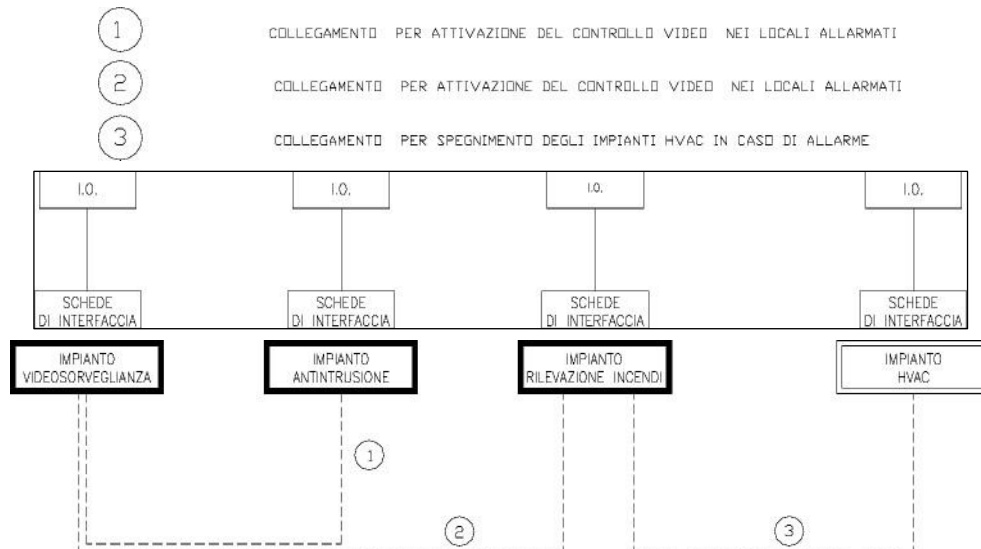 1 COLLEGAMENTO PER ATTIVAZIONE DEL CONTROLLO VIDEO NEI LOCALI ALLARMATI
2 COLLEGAMENTO PER ATTIVAZIONE DEL CONTROLLO VIDEO NEI LOCALI ALLARMATI
3 COLLEGAMENTO PER SPEGNIMENTO DEGLI IMPIANTI HVAC IN CASO DI ALLARME
I.O. I.O. I.O. I.O.
SCHEDE SCHEDE SCHEDE SCHEDE
DI INTERFACCIA DI INTERFACCIA DI INTERFACCIA DI INTERFACCIA
IMPIANTO IMPIANTO IMPIANTO IMPIANTO
VIDEOSORVEGLIANZA ANTINTRUSIONE RILEVAZIONE INCENDI HVAC
1
2 3